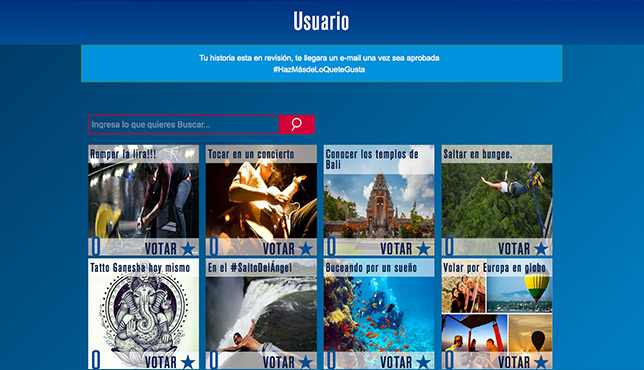 Usuario
Tu historia esta en revisión, te llegara un e-mail una vez sea aprobada
#HazMásdeLoQueteGusta
Ingresa lo que quieres Buscar...
Romper la lira!!!
Tocar en un concierto
Conocer los templos de
Bali
Saltar en bungee.
0 VOTAR
0 VOTAR
0 VOTAR
0 VOTAR
Tatto Ganesha hoy mismo
En el #SaltoDelÁngel
Buceando por un sueño
Volar por Europa en globo
0 VOTAR
0 VOTAR
0 VOTAR
0 VOTAR